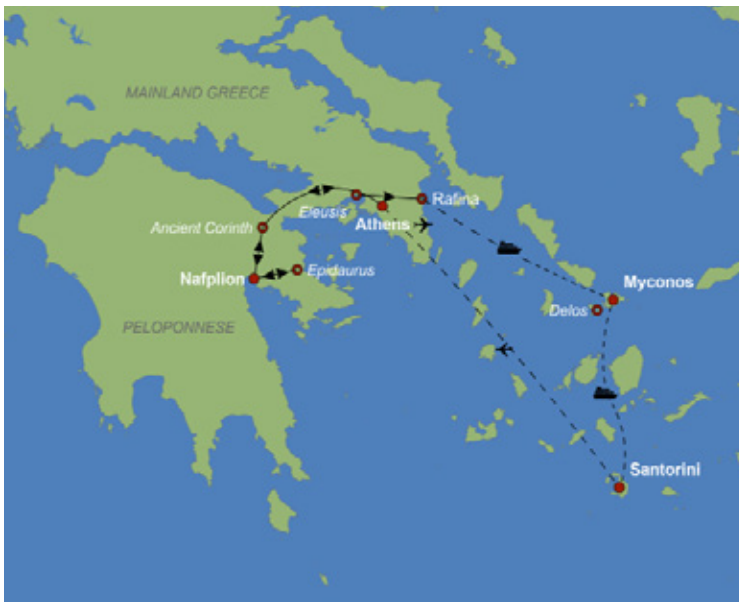 MAINLAND GREECE
Rafina
Eleusis
Athens
Ancient Corinth
Nafplion
Epidaurus
Myconos
Delos
PELOPONNESE
Santorini